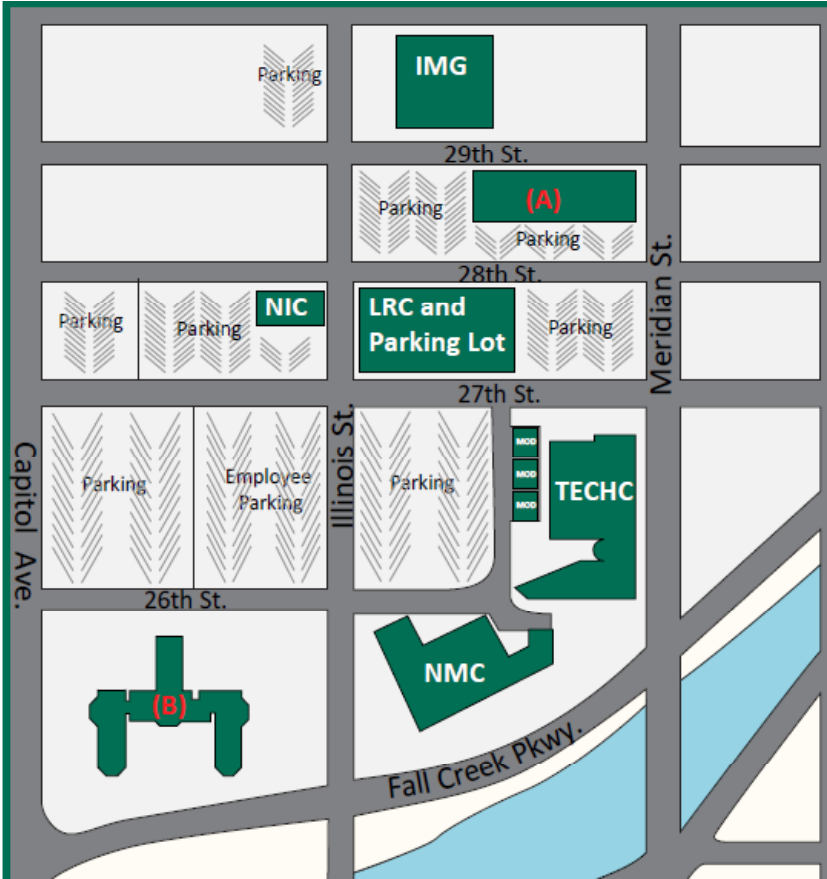 IMG
Parking
29th St.
(A)
Parking
Parking
28th St.
Meridian St.
NIC
LRC and
Parking Lot
Parking
Parking
Parking
27th St.
Illinois St.
Capitol Ave.
MOD
MOD
MOD
TECHC
Parking
Employee
Parking
Parking
26th St.
NMC
(B)
Fall Creek Pkwy.